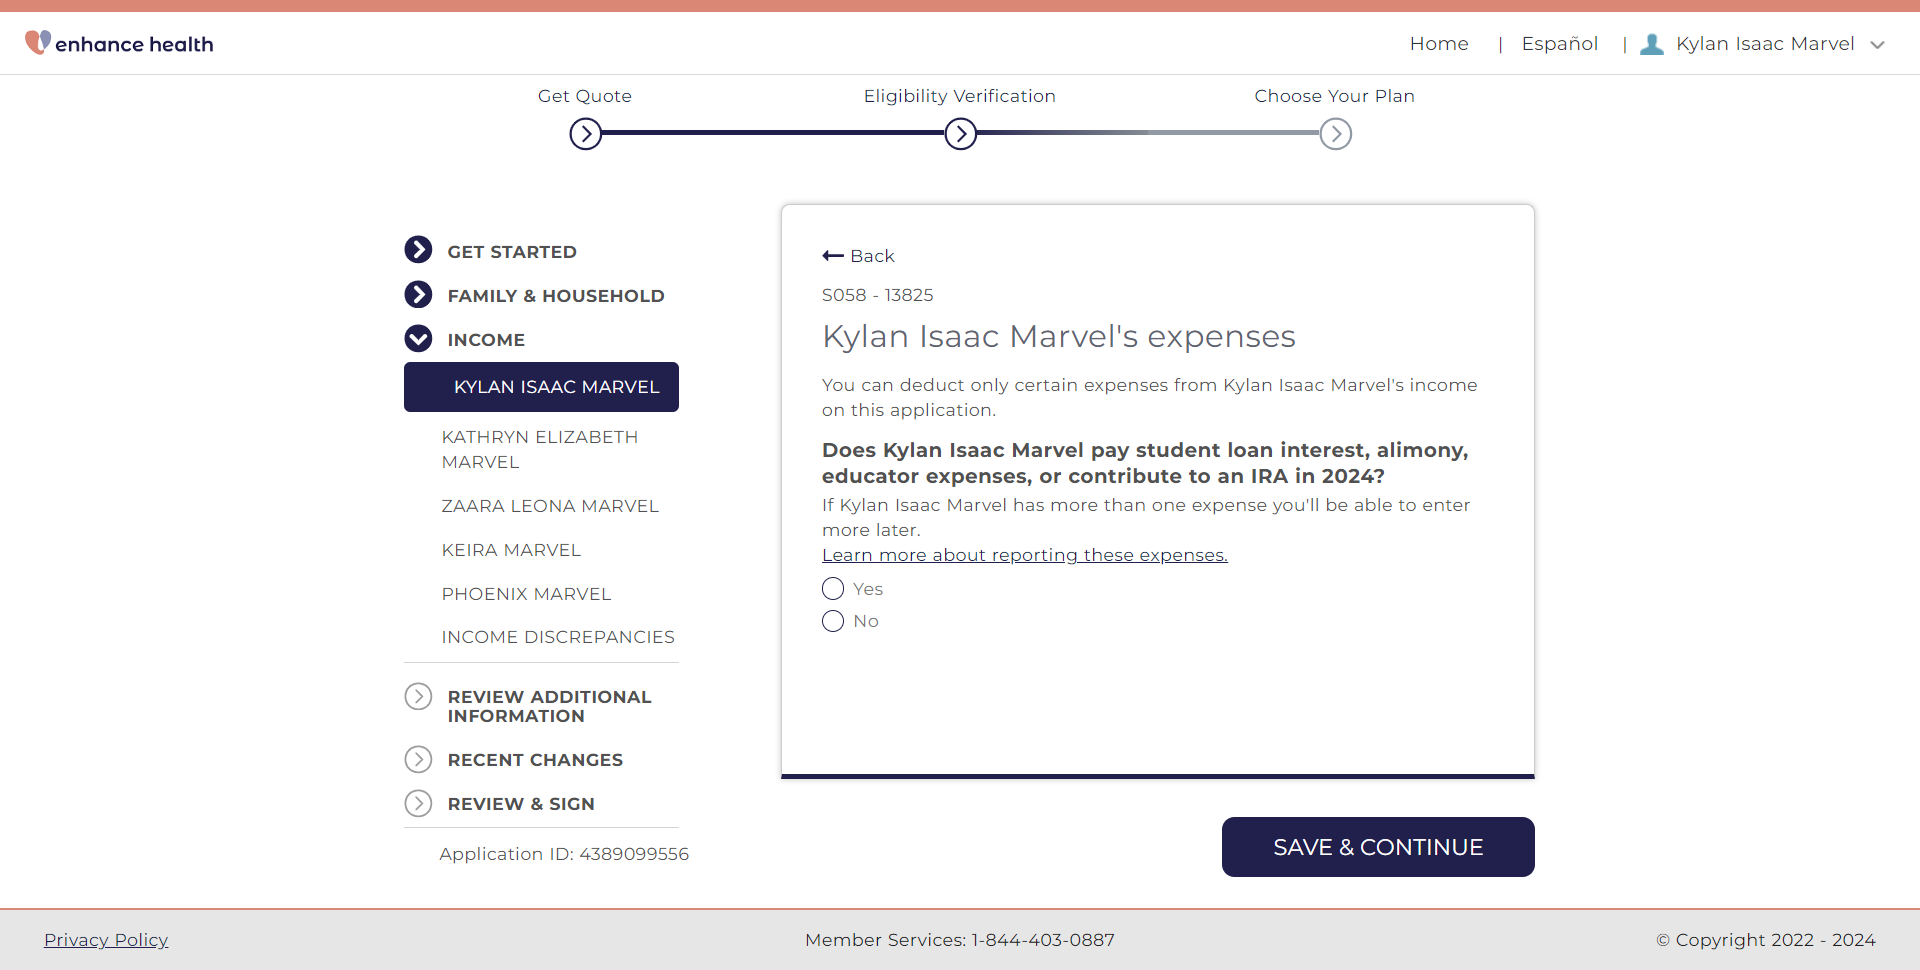 enhance health
Home | Español | Kylan Isaac Marvel
Get Quote
Eligibility Verification
Choose Your Plan
GET STARTED
FAMILY & HOUSEHOLD
INCOME
KYLAN ISAAC MARVEL
KATHRYN ELIZABETH
MARVEL
ZAARA LEONA MARVEL
KEIRA MARVEL
PHOENIX MARVEL
INCOME DISCREPANCIES
REVIEW ADDITIONAL
INFORMATION
RECENT CHANGES
REVIEW & SIGN
Application ID: 4389099556
Back
S058 - 13825
Kylan Isaac Marvel's expenses
You can deduct only certain expenses from Kylan Isaac Marvel's income
on this application.
Does Kylan Isaac Marvel pay student loan interest, alimony,
educator expenses, or contribute to an IRA in 2024?
If Kylan Isaac Marvel has more than one expense you'll be able to enter
more later.
Learn more about reporting these expenses.
Yes
No
SAVE & CONTINUE
Privacy Policy
Member Services: 1-844-403-0887
© Copyright 2022 - 2024